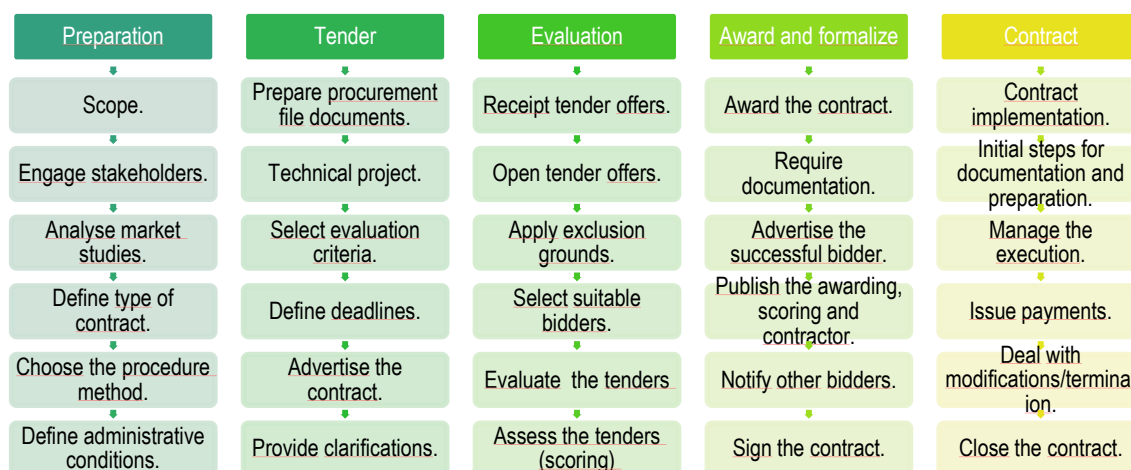 Preparation
Scope.
Engage stakeholders.
Analyse market
studies.
Define type of
contract.
Choose the procedure
method.
Define administrative
conditions.
Tender
Prepare procurement
file documents.
Technical project.
Select evaluation
criteria.
Define deadlines.
Advertise the
contract.
Provide clarifications.
Evaluation
Receipt tender offers.
Open tender offers.
Apply exclusion
grounds.
Select suitable
bidders.
Evaluate  the tenders
Assess the tenders
(scoring)
Award and formalize
Award the contract.
Require
documentation.
Advertise the
successful bidder.
Publish the awarding,
scoring and
contractor.
Notify other bidders.
Sign the contract.
Contract
Contract
implementation.
Initial steps for
documentation and
preparation.
Manage the
execution.
Issue payments.
Deal with
modifications/termina
ion.
Close the contract.